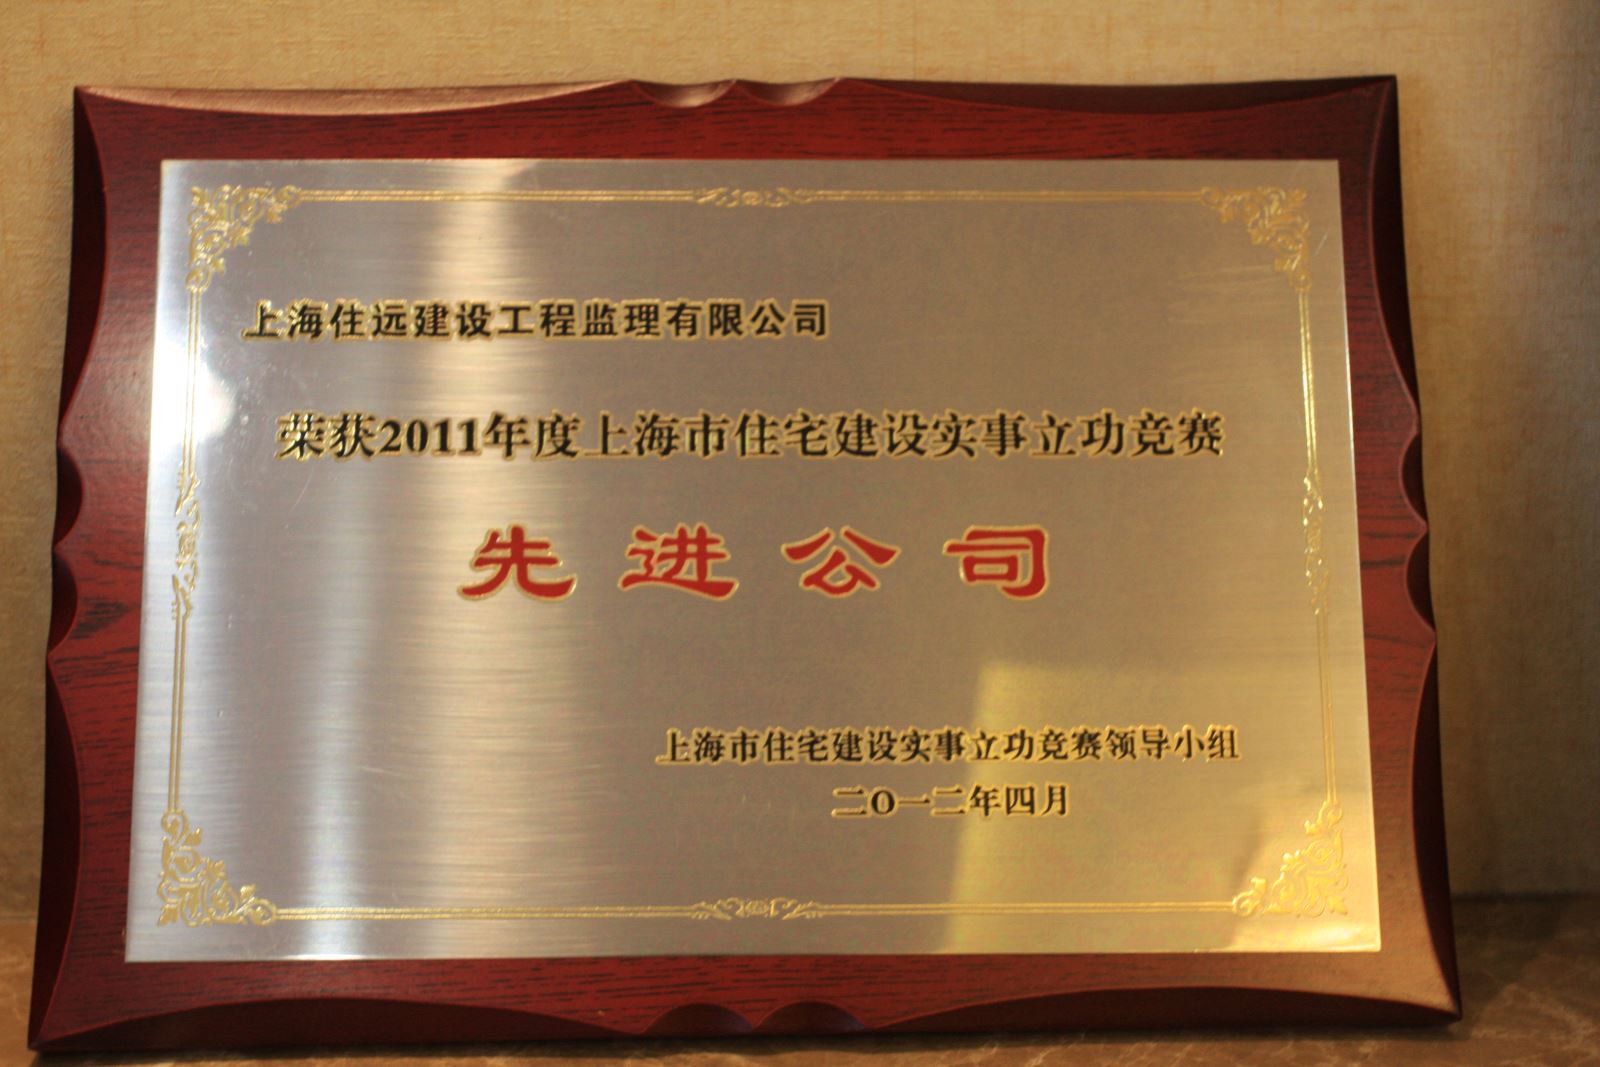 上海住远建设工程监理有限公司
荣获2011年度上海市住宅建设实事立功竞赛
先进公司
上海市住宅建设实事立功竞赛领导小组
二O一二年四月